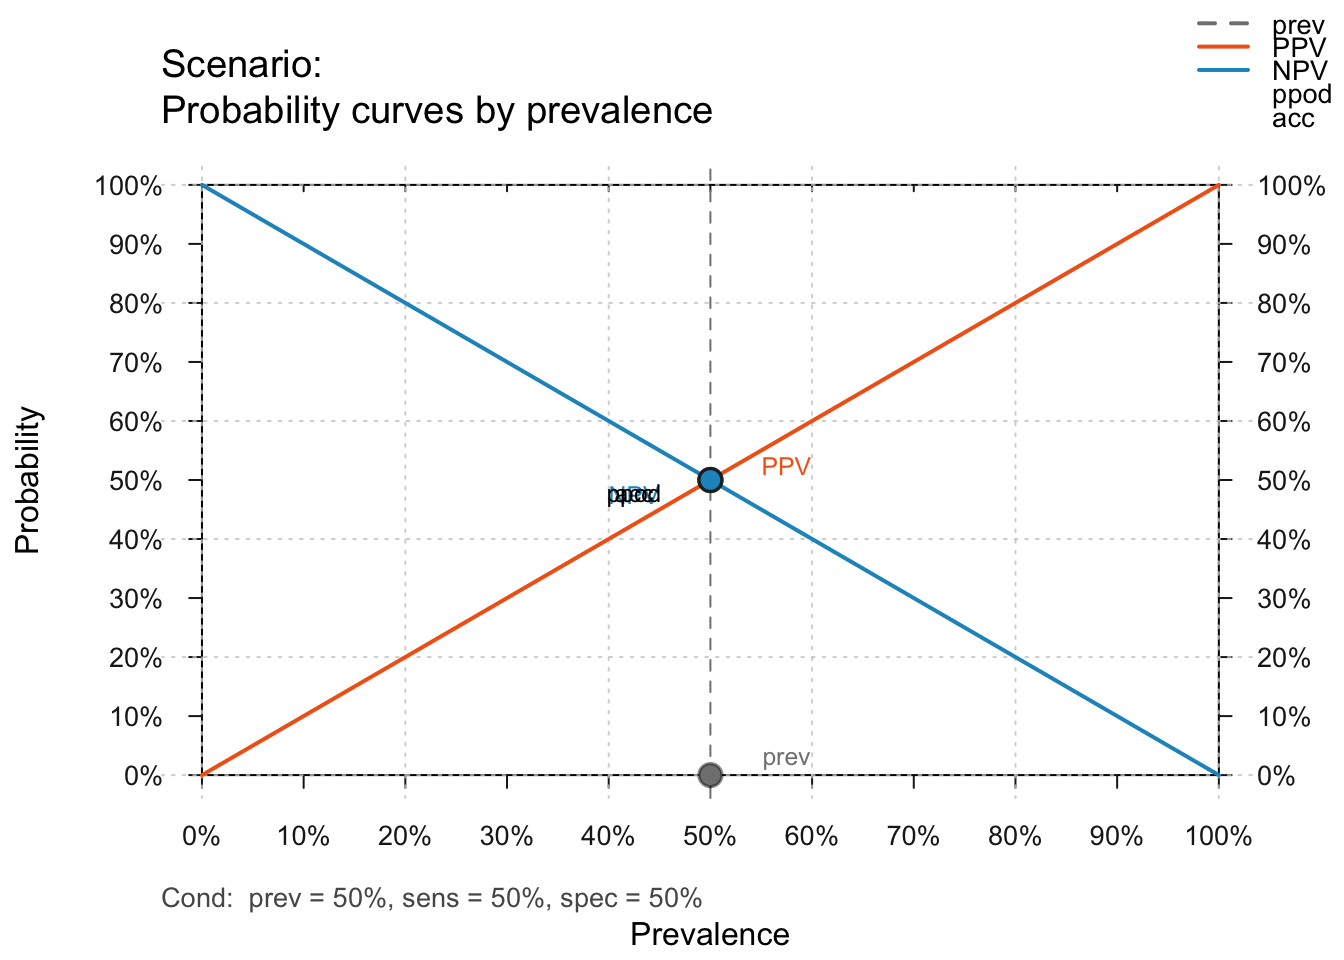 prev
PPV
NPV
ppod
acc
Scenario:
Probability curves by prevalence
100% 100%
90% 90%
80% 80%
70% 70%
60% 60%
50% PPV 50%
40% 40%
30% 30%
20% 20%
10% prev 10%
0% 0%
Probability
0% 10% 20% 30% 40% 50% 60% 70% 80% 90% 100%
Cond: prev = 50%, sens = 50%, spec = 50%
Prevalence